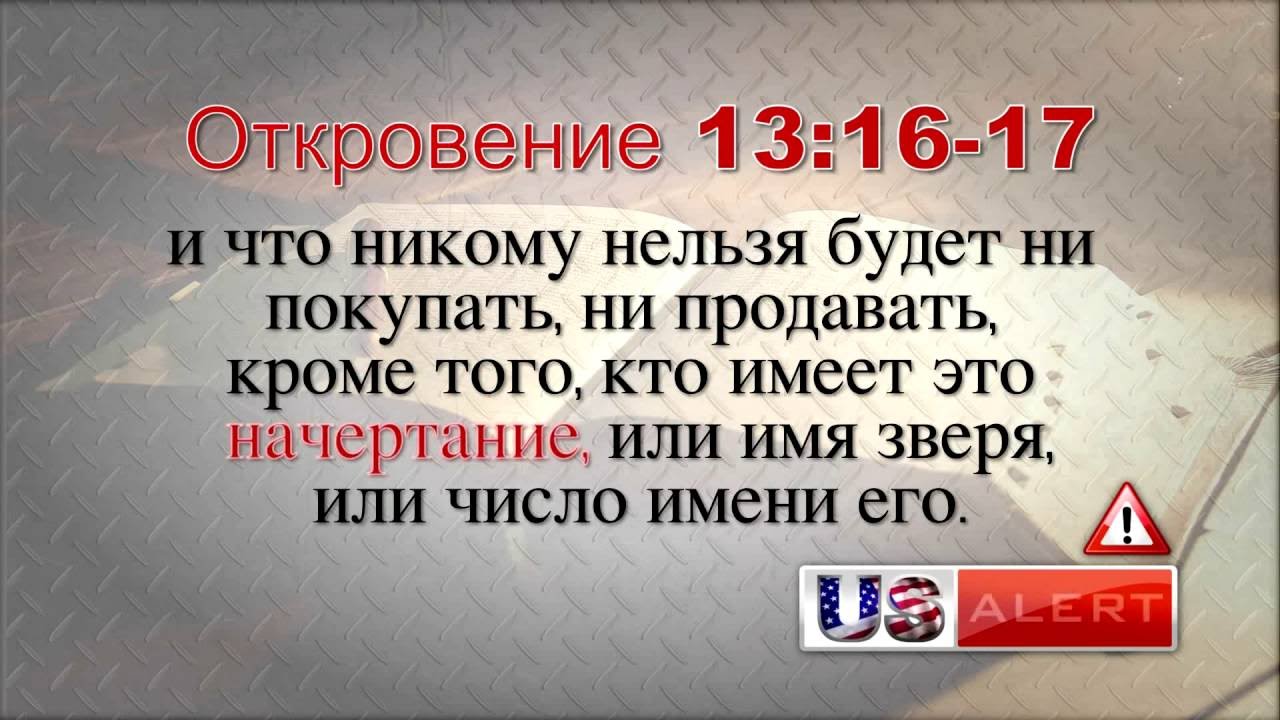 Откровение 13:16-17
и что никому нельзя будет ни
покупать, ни продавать,
кроме того, кто имеет это
начертание, или имя зверя,
или число имени его.
!
US ALERT